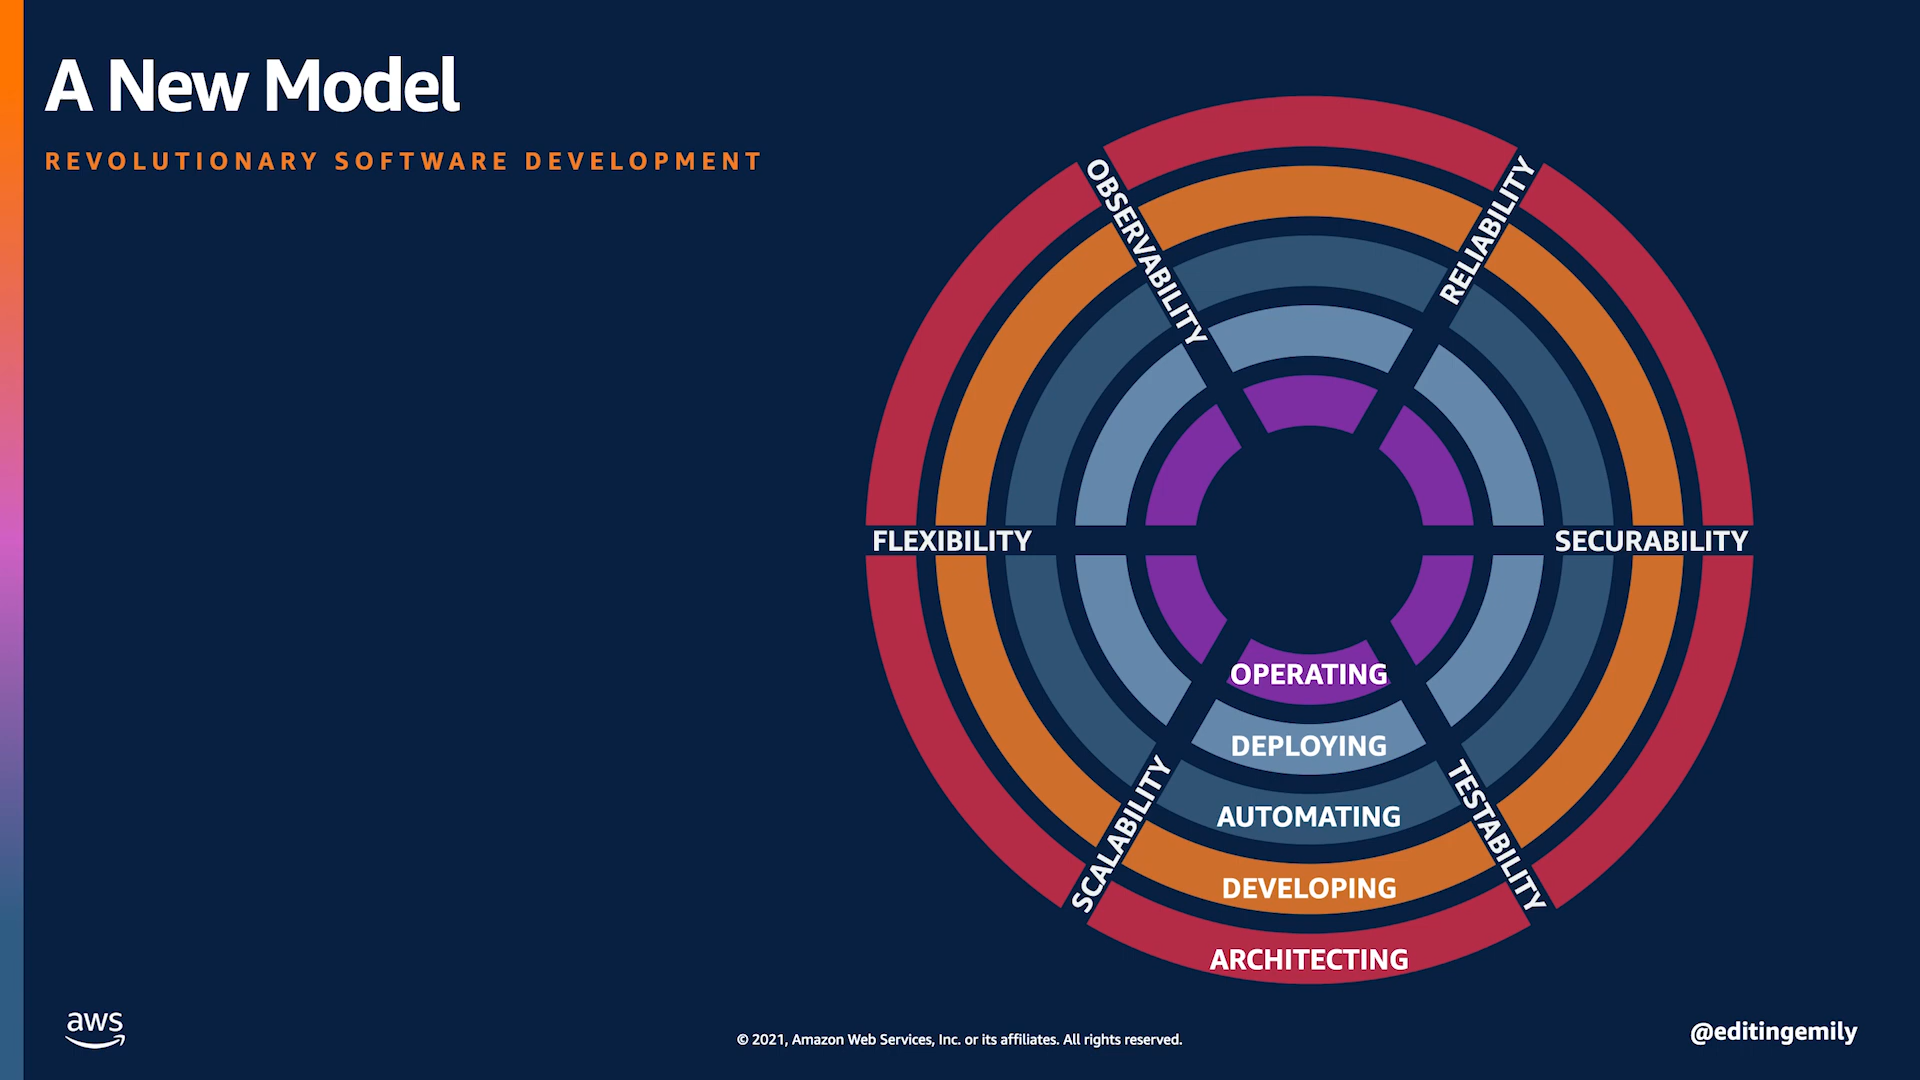 A New Model
REVOLUTIONARY SOFTWARE DEVELOPMENT
OBSERVABILITY
RELIABILITY
FLEXIBILITY
SECURABILITY
OPERATING
DEPLOYING
SCALABILITY
TESTABILITY
AUTOMATING
DEVELOPING
ARCHITECTING
aws
© 2021, Amazon Web Services, Inc. or its affiliates. All rights reserved.
@editingemily